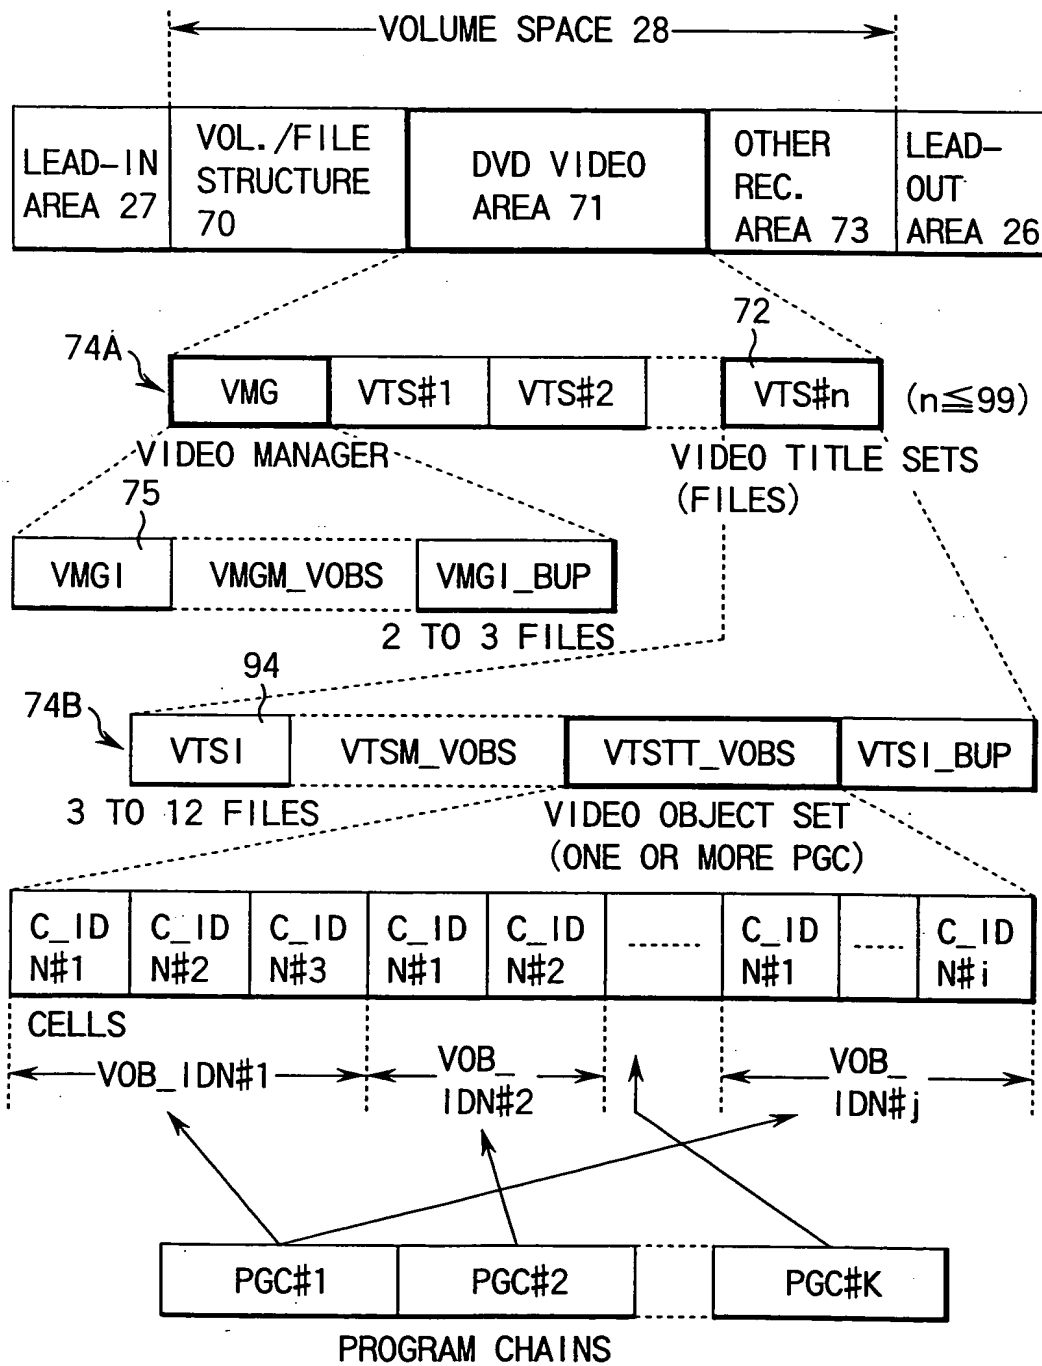 VOLUME SPACE 28
LEAD-IN
AREA 27
VOL./FILE
STRUCTURE
70
DVD VIDEO
AREA 71
OTHER
REC.
AREA 73
LEAD-
OUT
AREA 26
72
74A
VMG
VTS#1
VTS#2
VTS#n
(n≦99)
VIDEO MANAGER
VIDEO TITLE SETS
(FILES)
75
VMGI
VMGM_VOBS
VMGI_BUP
2 TO 3 FILES
94
74B
VTSI
VTSM_VOBS
VTSTT_VOBS
VTSI_BUP
3 TO 12 FILES
VIDEO OBJECT SET
(ONE OR MORE PGC)
C_ID
N#1
C_ID
N#2
C_ID
N#3
C_ID
N#1
C_ID
N#2
C_ID
N#1
C_ID
N#i
CELLS
VOB_IDN#1
VOB_
IDN#2
VOB_
IDN#j
PGC#1
PGC#2
PGC#K
PROGRAM CHAINS